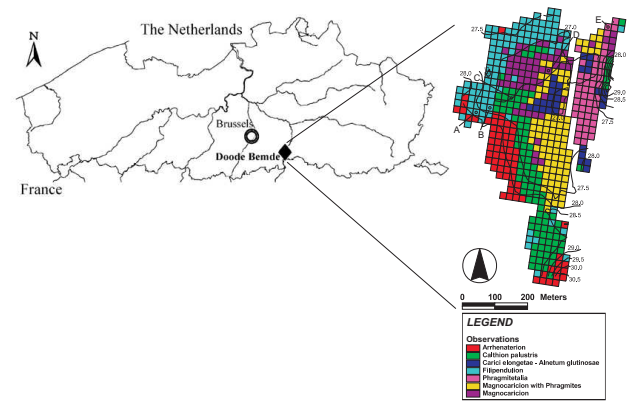 The Netherlands
N
Brussels
Doode Bemde
France
E
27.0
27.5
D
28.0
28.0
C
29.0
28.5
27.5
A
B
28.0
27.5
28.0
28.5
29.0
29.5
30.0
30.5
0 100 200 Meters
LEGEND
Observations
Arrhenaterion
Calthion palustris
Carici elongetae - Alnetum glutinosae
Filipendulion
Phragmitetalia
Magnocaricion with Phragmites
Magnocaricion